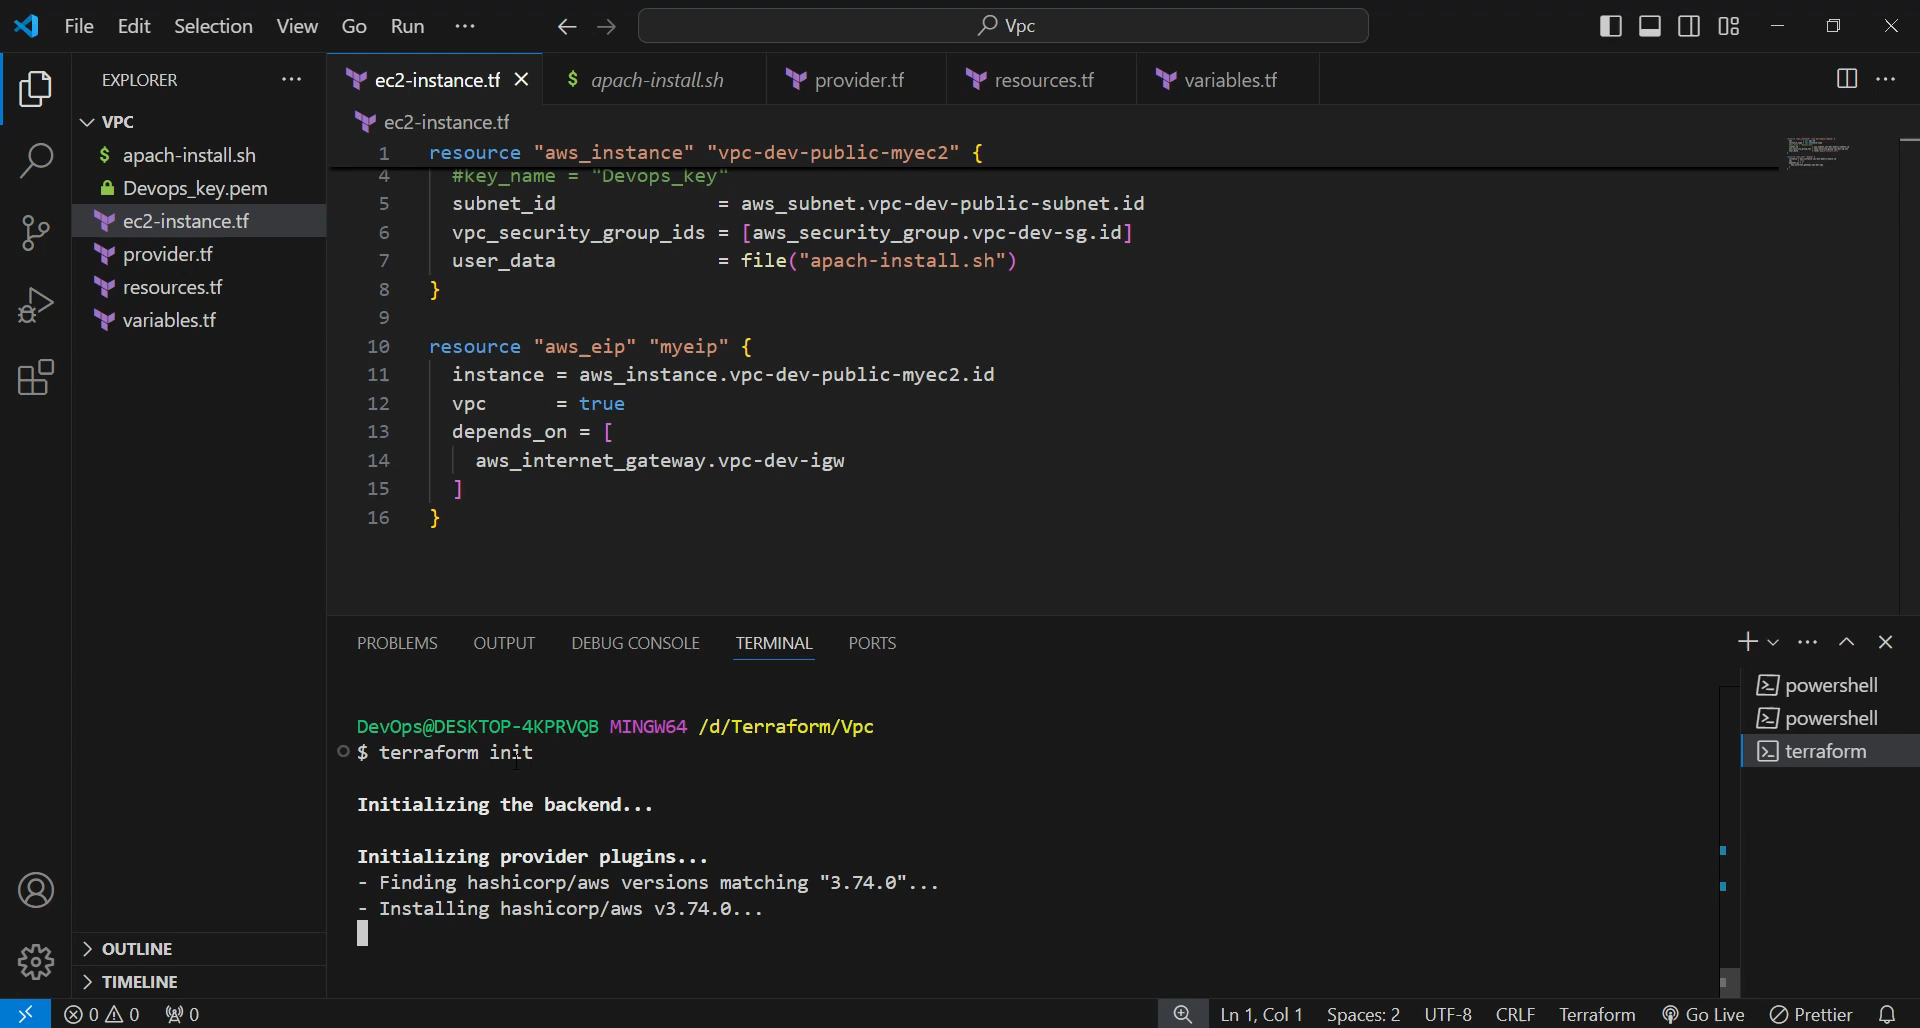 File Edit Selection View Go Run ···
Vpc
EXPLORER ···
VPC
$ apach-install.sh
Devops_key.pem
ec2-instance.tf
provider.tf
resources.tf
variables.tf
OUTLINE
TIMELINE
ec2-instance.tf
$ apach-install.sh
provider.tf
resources.tf
variables.tf
ec2-instance.tf
1 resource "aws_instance" "vpc-dev-public-myec2" {
4 #key_name = "Devops_key"
5 subnet_id = aws_subnet.vpc-dev-public-subnet.id
6 vpc_security_group_ids = [aws_security_group.vpc-dev-sg.id]
7 user_data = file("apach-install.sh")
8 }
9
10 resource "aws_eip" "myeip" {
11 instance = aws_instance.vpc-dev-public-myec2.id
12 vpc = true
13 depends_on = [
14 aws_internet_gateway.vpc-dev-igw
15 ]
16 }
PROBLEMS OUTPUT DEBUG CONSOLE TERMINAL PORTS
DevOps@DESKTOP-4KPRVQB MINGW64 /d/Terraform/Vpc
$ terraform init
Initializing the backend...
Initializing provider plugins...
- Finding hashicorp/aws versions matching "3.74.0"...
- Installing hashicorp/aws v3.74.0...
powershell
powershell
terraform
0 0 0 Ln 1, Col 1 Spaces: 2 UTF-8 CRLF Terraform Go Live Prettier